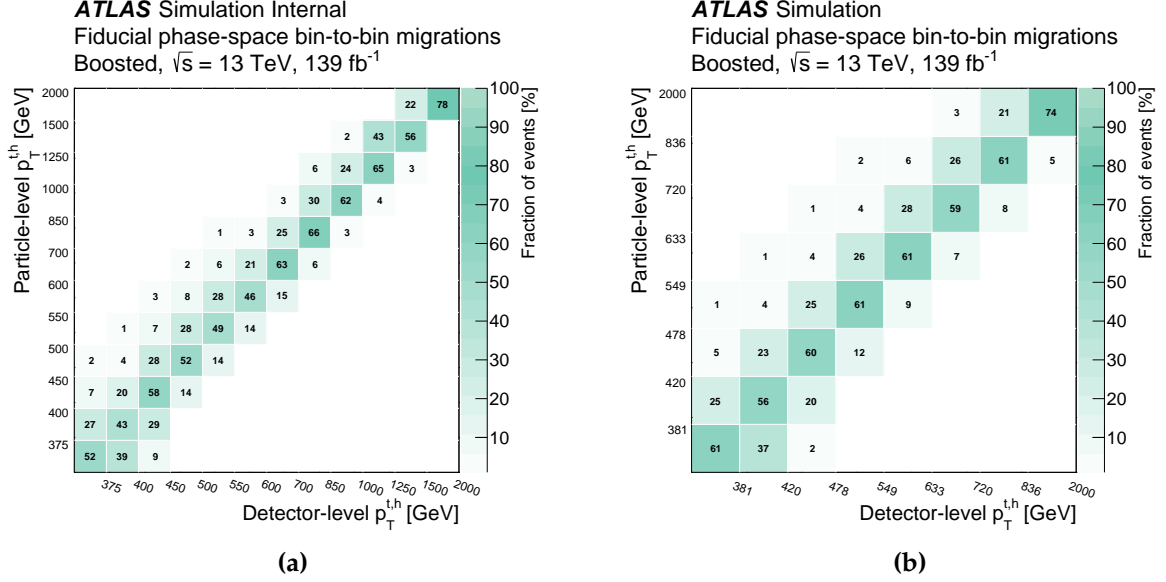 ATLAS Simulation Internal
Fiducial phase-space bin-to-bin migrations
Boosted, √s = 13 TeV, 139 fb⁻¹
Particle-level p_T^{t,h} [GeV]
2000
1500
1250
1000
850
700
600
550
500
450
400
375
22 78
2 43 56
6 24 65 3
3 30 62 4
1 3 25 66 3
2 6 21 63 6
3 8 28 46 15
1 7 28 49 14
2 4 28 52 14
7 20 58 14
27 43 29
52 39 9
375 400 450 500 550 600 700 850 1000 1250 1500 2000
Detector-level p_T^{t,h} [GeV]
100
90
80
70
60
50
40
30
20
10
Fraction of events [%]
(a)
ATLAS Simulation
Fiducial phase-space bin-to-bin migrations
Boosted, √s = 13 TeV, 139 fb⁻¹
Particle-level p_T^{t,h} [GeV]
2000
836
720
633
549
478
420
381
3 21 74
2 6 26 61 5
1 4 28 59 8
1 4 26 61 7
1 4 25 61 9
5 23 60 12
25 56 20
61 37 2
381 420 478 549 633 720 836 2000
Detector-level p_T^{t,h} [GeV]
100
90
80
70
60
50
40
30
20
10
Fraction of events [%]
(b)